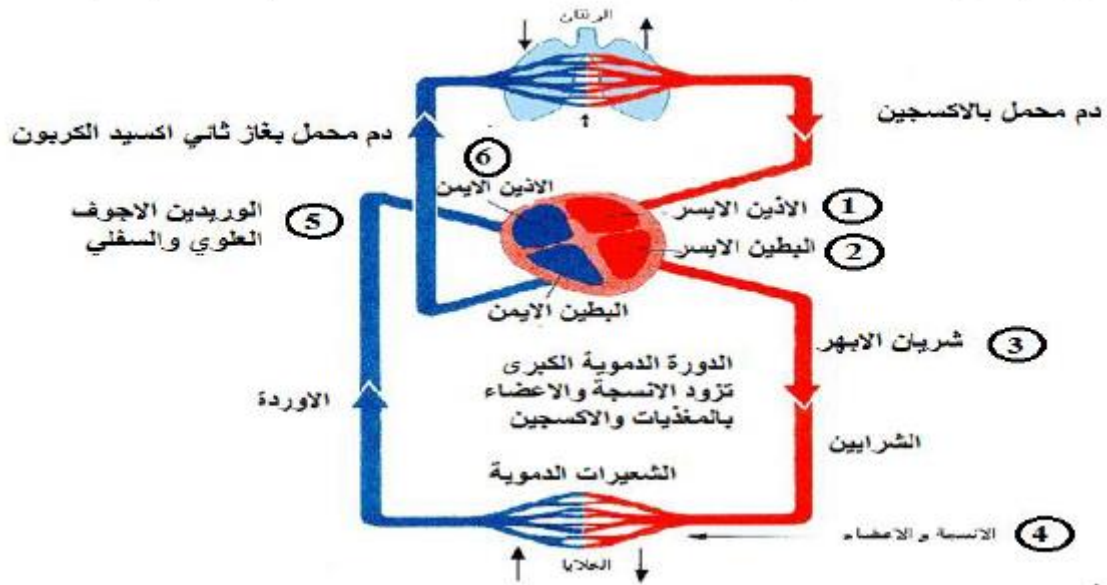 الرئتان
دم محمل بالاكسجين
دم محمل بغاز ثاني اكسيد الكربون
6
الاذين الايمن
1 الاذين الايسر
2 البطين الايسر
5 الوريدين الاجوف
العلوي والسفلي
البطين الايمن
3 شريان الابهر
الدورة الدموية الكبرى
تزود الانسجة والاعضاء
بالمغذيات والاكسجين
الاوردة
الشرايين
الشعيرات الدموية
4 الانسجة والاعضاء
الخلايا